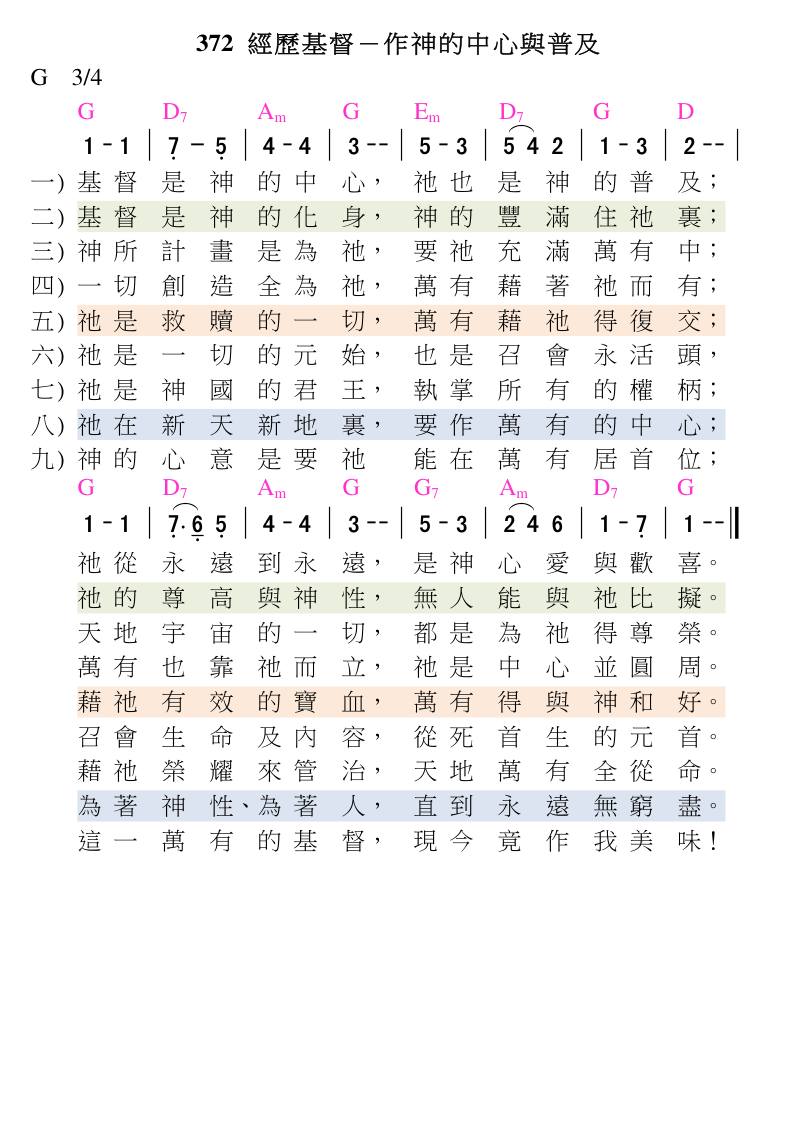 372 經歷基督－作神的中心與普及
G 3/4
G D7 Am G Em D7 G D
1 - 1 | 7̣ － 5̣ | 4 - 4 | 3 -- | 5 - 3 | 5 4 2 | 1 - 3 | 2 -- |
一) 基督是神的中心，祂也是神的普及；
二) 基督是神的化身，神的豐滿住祂裏；
三) 神所計畫是為祂，要祂充滿萬有中；
四) 一切創造全為祂，萬有藉著祂而有；
五) 祂是救贖的一切，萬有藉祂得復交；
六) 祂是一切的元始，也是召會永活頭，
七) 祂是神國的君王，執掌所有的權柄；
八) 祂在新天新地裏，要作萬有的中心；
九) 神的心意是要祂 能在萬有居首位；
G D7 Am G G7 Am D7 G
1 - 1 | 7̣. 6̣ 5̣ | 4 - 4 | 3 -- | 5 - 3 | 2 4 6 | 1 - 7̣ | 1 -- ‖
祂從永遠到永遠，是神心愛與歡喜。
祂的尊高與神性，無人能與祂比擬。
天地宇宙的一切，都是為祂得尊榮。
萬有也靠祂而立，祂是中心並圓周。
藉祂有效的寶血，萬有得與神和好。
召會生命及內容，從死首生的元首。
藉祂榮耀來管治，天地萬有全從命。
為著神性、為著人，直到永遠無窮盡。
這一萬有的基督，現今竟作我美味！